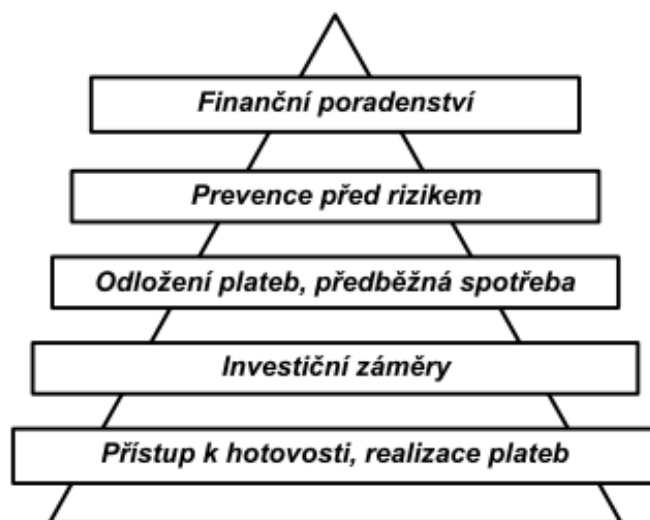 Finanční poradenství
Prevence před rizikem
Odložení plateb, předběžná spotřeba
Investiční záměry
Přístup k hotovosti, realizace plateb